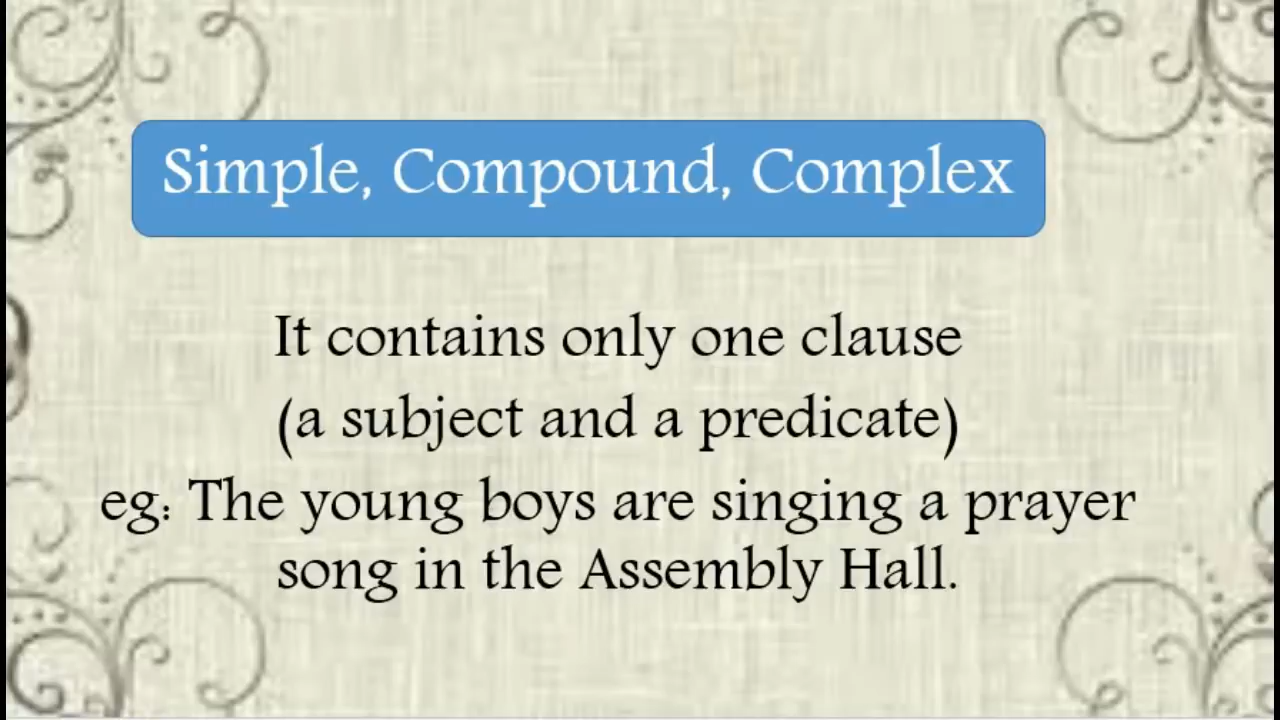 Simple, Compound, Complex
It contains only one clause
(a subject and a predicate)
eg: The young boys are singing a prayer
song in the Assembly Hall.